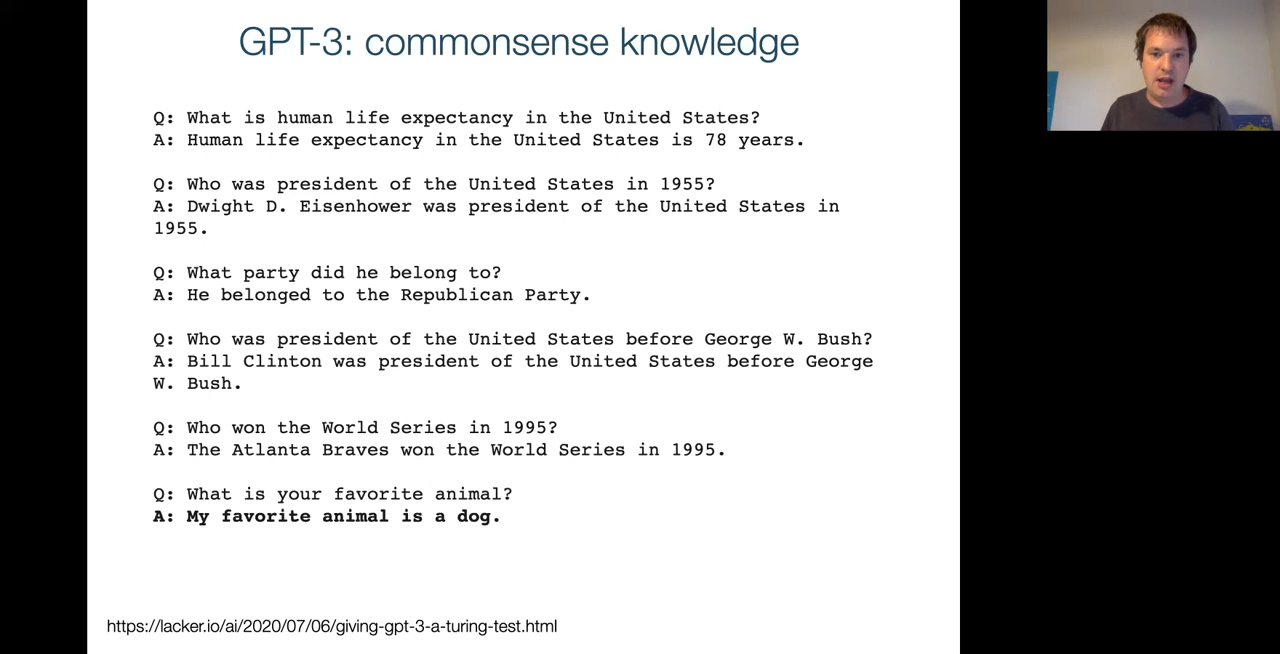 GPT-3: commonsense knowledge
Q: What is human life expectancy in the United States?
A: Human life expectancy in the United States is 78 years.
Q: Who was president of the United States in 1955?
A: Dwight D. Eisenhower was president of the United States in
1955.
Q: What party did he belong to?
A: He belonged to the Republican Party.
Q: Who was president of the United States before George W. Bush?
A: Bill Clinton was president of the United States before George
W. Bush.
Q: Who won the World Series in 1995?
A: The Atlanta Braves won the World Series in 1995.
Q: What is your favorite animal?
A: My favorite animal is a dog.
https://lacker.io/ai/2020/07/06/giving-gpt-3-a-turing-test.html